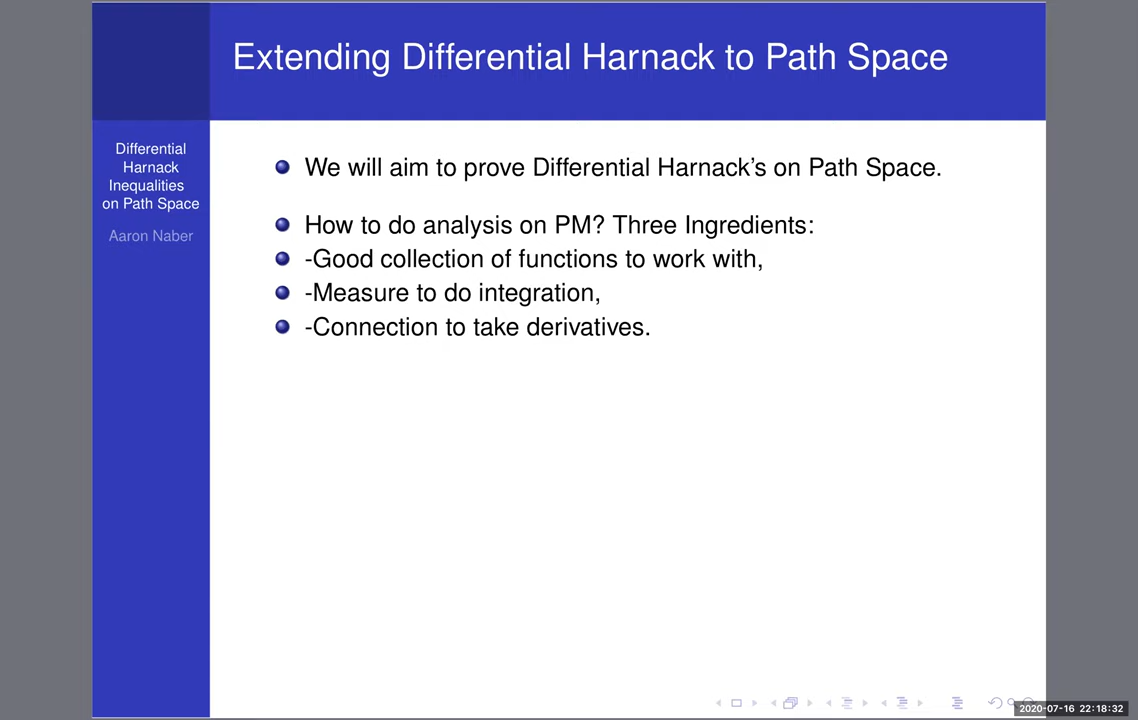 Extending Differential Harnack to Path Space
Differential
Harnack
Inequalities
on Path Space
Aaron Naber
We will aim to prove Differential Harnack's on Path Space.
How to do analysis on PM? Three Ingredients:
-Good collection of functions to work with,
-Measure to do integration,
-Connection to take derivatives.
2020-07-16 22:18:32